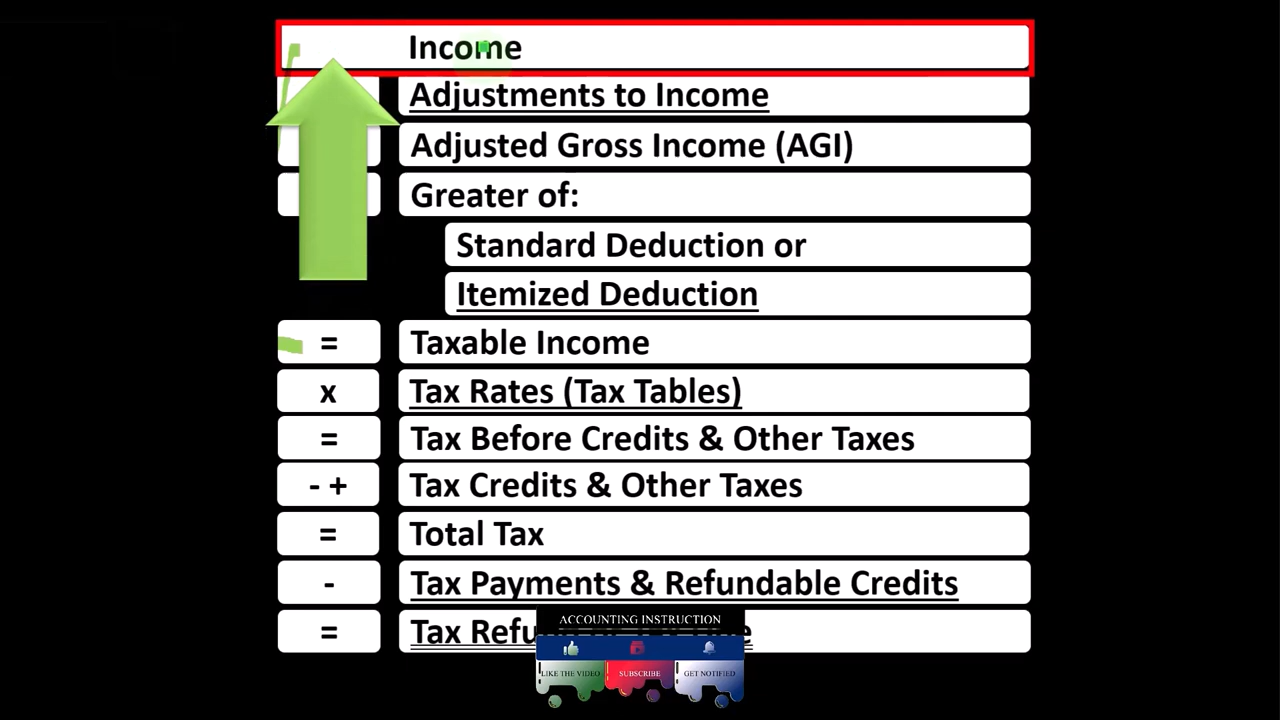 Income
Adjustments to Income
Adjusted Gross Income (AGI)
Greater of:
Standard Deduction or
Itemized Deduction
= Taxable Income
x Tax Rates (Tax Tables)
= Tax Before Credits & Other Taxes
- + Tax Credits & Other Taxes
= Total Tax
- Tax Payments & Refundable Credits
= Tax
ACCOUNTING INSTRUCTION
LIKE THE VIDEO SUBSCRIBE GET NOTIFIED